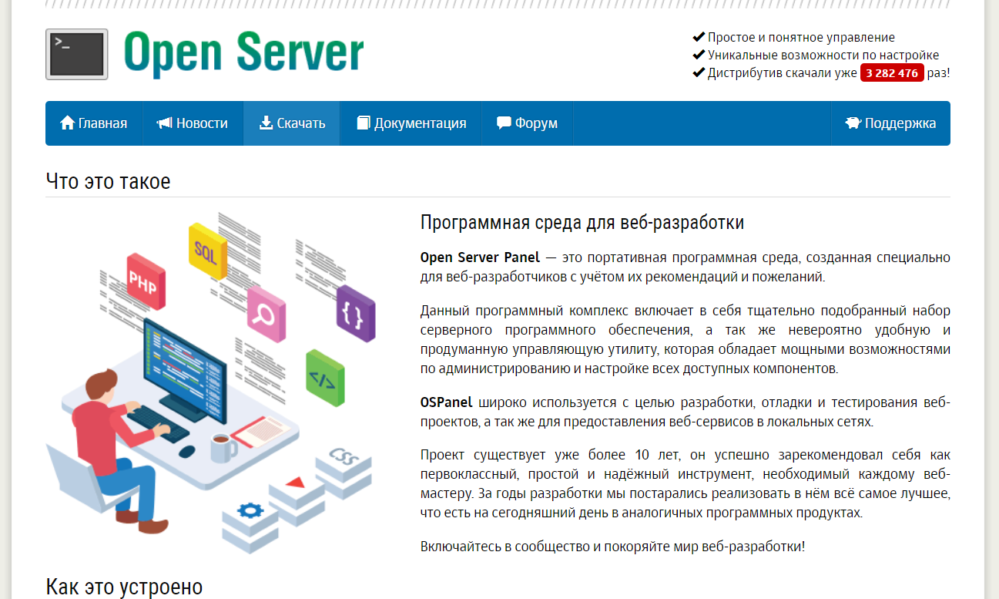 >_
Open Server
Простое и понятное управление
Уникальные возможности по настройке
Дистрибутив скачали уже 3 282 476 раз!
Главная Новости Скачать Документация Форум Поддержка
Что это такое
SQL
PHP
{ }
</>
CSS
Программная среда для веб-разработки
Open Server Panel — это портативная программная среда, созданная специально
для веб-разработчиков с учётом их рекомендаций и пожеланий.
Данный программный комплекс включает в себя тщательно подобранный набор
серверного программного обеспечения, а так же невероятно удобную и
продуманную управляющую утилиту, которая обладает мощными возможностями
по администрированию и настройке всех доступных компонентов.
OSPanel широко используется с целью разработки, отладки и тестирования веб-
проектов, а так же для предоставления веб-сервисов в локальных сетях.
Проект существует уже более 10 лет, он успешно зарекомендовал себя как
первоклассный, простой и надёжный инструмент, необходимый каждому веб-
мастеру. За годы разработки мы постарались реализовать в нём всё самое лучшее,
что есть на сегодняшний день в аналогичных программных продуктах.
Включайтесь в сообщество и покоряйте мир веб-разработки!
Как это устроено